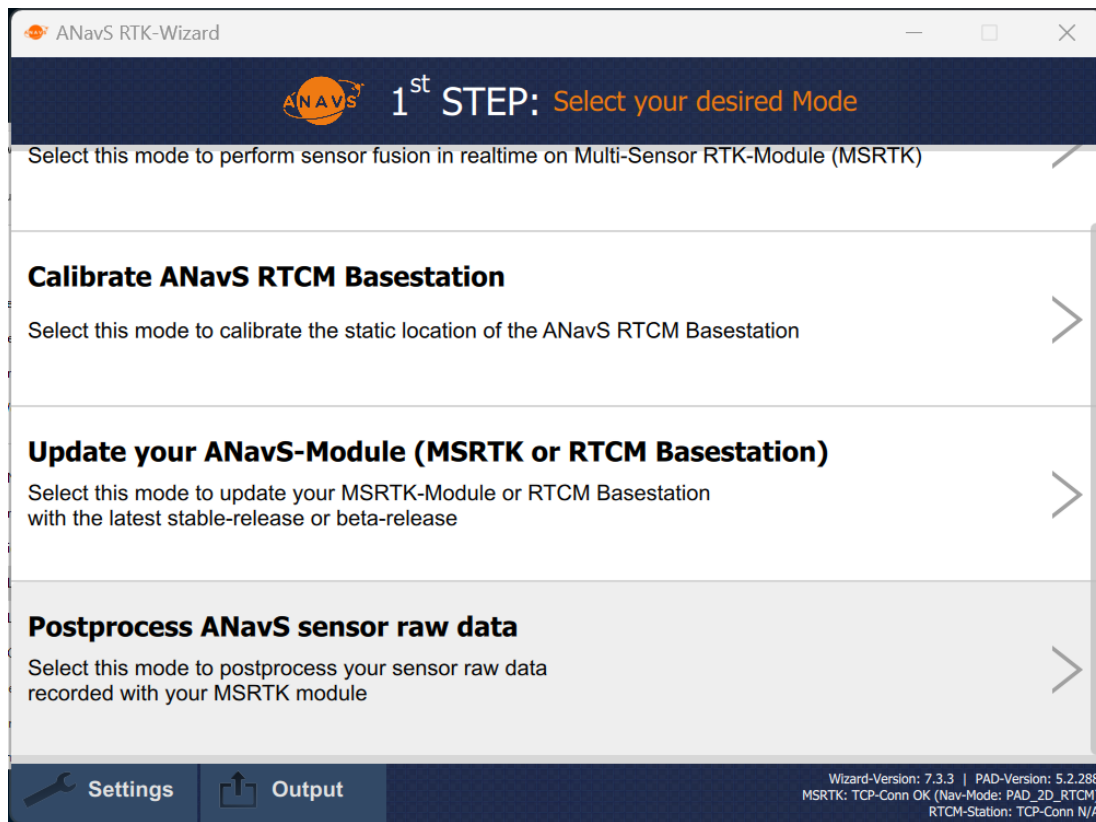 ANavS RTK-Wizard
ANAVS
1st STEP: Select your desired Mode
Select this mode to perform sensor fusion in realtime on Multi-Sensor RTK-Module (MSRTK)
Calibrate ANavS RTCM Basestation
Select this mode to calibrate the static location of the ANavS RTCM Basestation
Update your ANavS-Module (MSRTK or RTCM Basestation)
Select this mode to update your MSRTK-Module or RTCM Basestation
with the latest stable-release or beta-release
Postprocess ANavS sensor raw data
Select this mode to postprocess your sensor raw data
recorded with your MSRTK module
Settings
Output
Wizard-Version: 7.3.3 | PAD-Version: 5.2.288
MSRTK: TCP-Conn OK (Nav-Mode: PAD_2D_RTCM)
RTCM-Station: TCP-Conn N/A